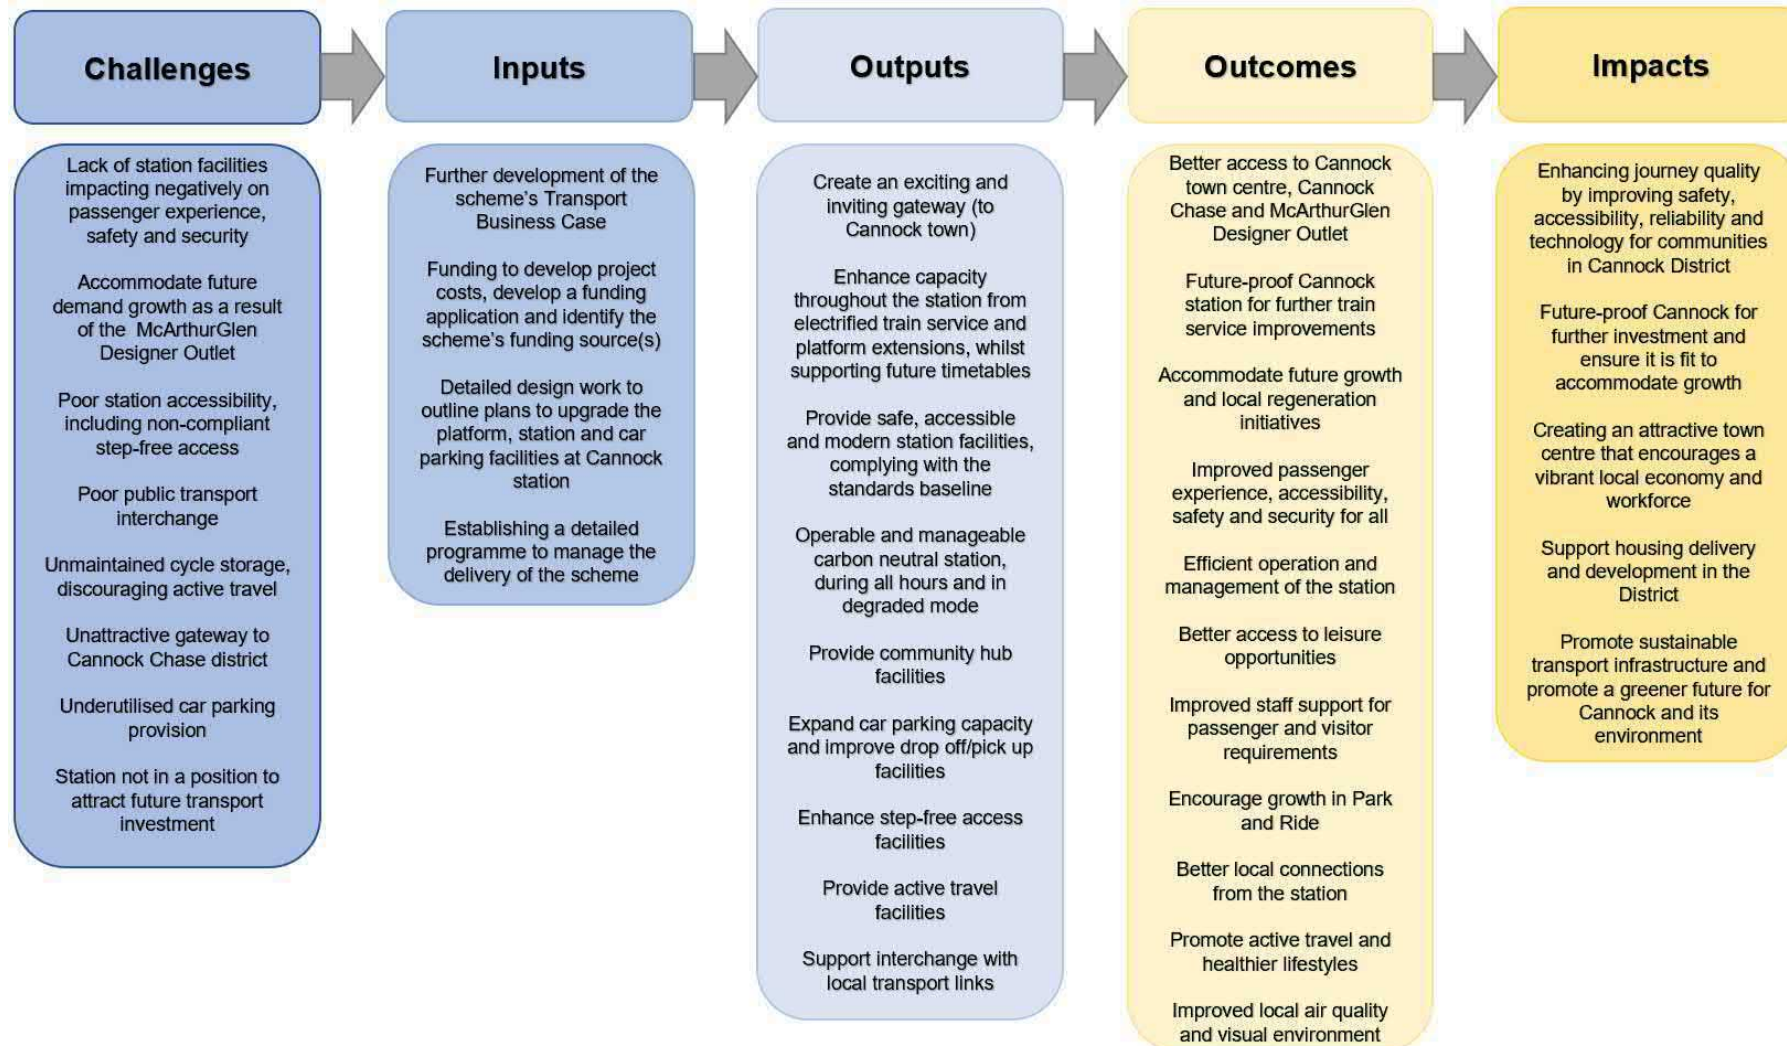 Challenges
Inputs
Outputs
Outcomes
Impacts
Lack of station facilities
impacting negatively on
passenger experience,
safety and security
Accommodate future
demand growth as a result
of the McArthurGlen
Designer Outlet
Poor station accessibility,
including non-compliant
step-free access
Poor public transport
interchange
Unmaintained cycle storage,
discouraging active travel
Unattractive gateway to
Cannock Chase district
Underutilised car parking
provision
Station not in a position to
attract future transport
investment
Further development of the
scheme's Transport
Business Case
Funding to develop project
costs, develop a funding
application and identify the
scheme's funding source(s)
Detailed design work to
outline plans to upgrade the
platform, station and car
parking facilities at Cannock
station
Establishing a detailed
programme to manage the
delivery of the scheme
Create an exciting and
inviting gateway (to
Cannock town)
Enhance capacity
throughout the station from
electrified train service and
platform extensions, whilst
supporting future timetables
Provide safe, accessible
and modern station facilities,
complying with the
standards baseline
Operable and manageable
carbon neutral station,
during all hours and in
degraded mode
Provide community hub
facilities
Expand car parking capacity
and improve drop off/pick up
facilities
Enhance step-free access
facilities
Provide active travel
facilities
Support interchange with
local transport links
Better access to Cannock
town centre, Cannock
Chase and McArthurGlen
Designer Outlet
Future-proof Cannock
station for further train
service improvements
Accommodate future growth
and local regeneration
initiatives
Improved passenger
experience, accessibility,
safety and security for all
Efficient operation and
management of the station
Better access to leisure
opportunities
Improved staff support for
passenger and visitor
requirements
Encourage growth in Park
and Ride
Better local connections
from the station
Promote active travel and
healthier lifestyles
Improved local air quality
and visual environment
Enhancing journey quality
by improving safety,
accessibility, reliability and
technology for communities
in Cannock District
Future-proof Cannock for
further investment and
ensure it is fit to
accommodate growth
Creating an attractive town
centre that encourages a
vibrant local economy and
workforce
Support housing delivery
and development in the
District
Promote sustainable
transport infrastructure and
promote a greener future for
Cannock and its
environment